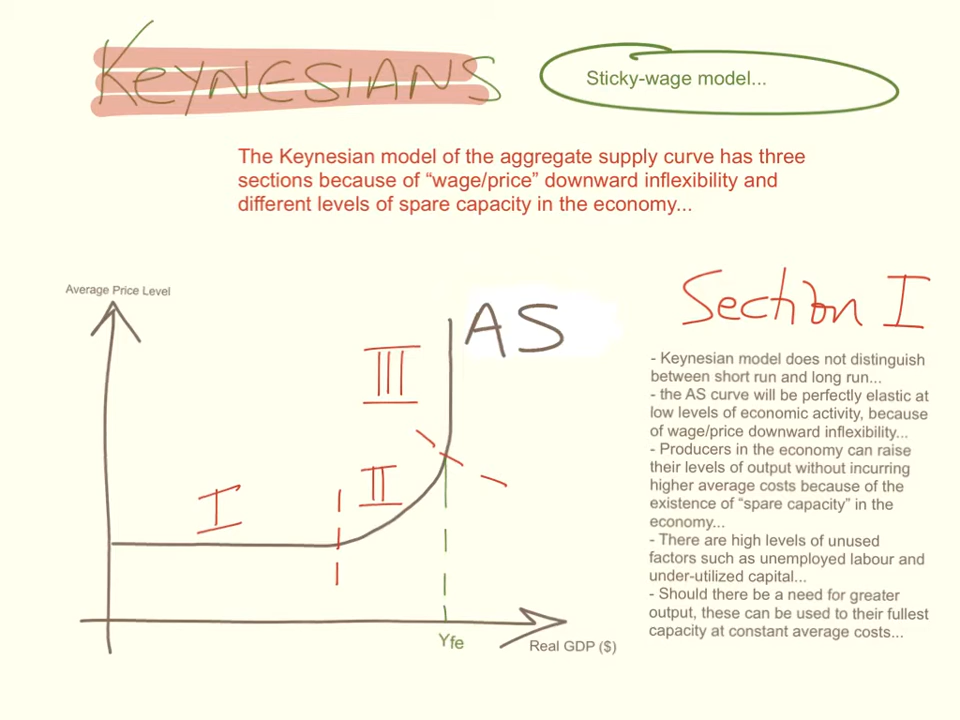 KEYNESIANS
Sticky-wage model...
The Keynesian model of the aggregate supply curve has three
sections because of “wage/price” downward inflexibility and
different levels of spare capacity in the economy...
Average Price Level
AS
III
II
I
Yfe
Real GDP ($)
Section I
- Keynesian model does not distinguish
between short run and long run...
- the AS curve will be perfectly elastic at
low levels of economic activity, because
of wage/price downward inflexibility...
- Producers in the economy can raise
their levels of output without incurring
higher average costs because of the
existence of “spare capacity” in the
economy...
- There are high levels of unused
factors such as unemployed labour and
under-utilized capital...
- Should there be a need for greater
output, these can be used to their fullest
capacity at constant average costs...